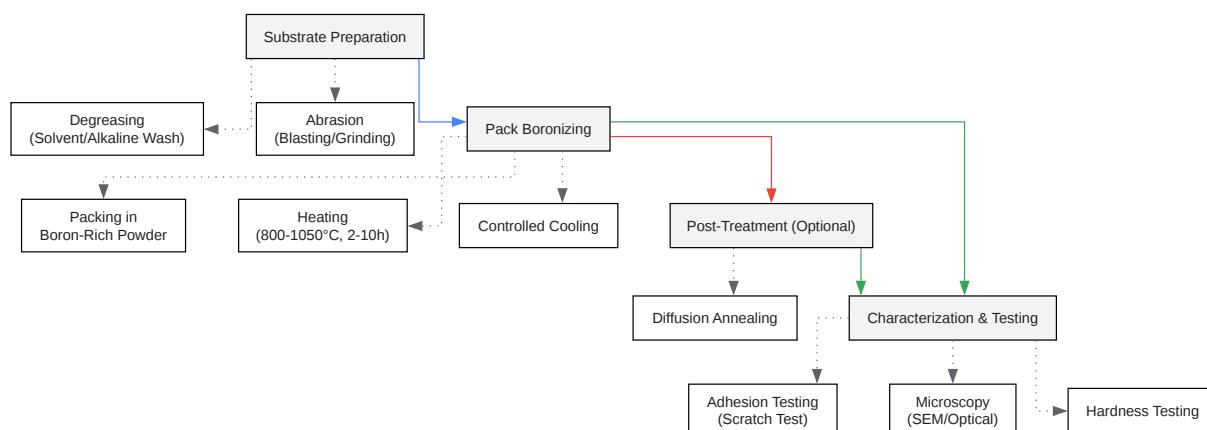 Substrate Preparation
Degreasing
(Solvent/Alkaline Wash)
Abrasion
(Blasting/Grinding)
Pack Boronizing
Packing in
Boron-Rich Powder
Heating
(800-1050°C, 2-10h)
Controlled Cooling
Post-Treatment (Optional)
Diffusion Annealing
Characterization & Testing
Adhesion Testing
(Scratch Test)
Microscopy
(SEM/Optical)
Hardness Testing